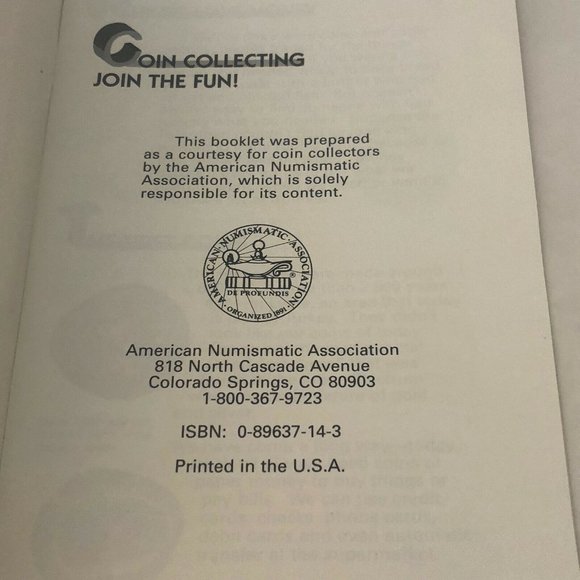 COIN COLLECTING
JOIN THE FUN!
This booklet was prepared
as a courtesy for coin collectors
by the American Numismatic
Association, which is solely
responsible for its content.
AMERICAN · NUMISMATIC · ASSOCIATION
DE PROFUNDIS
®
· ORGANIZED 1891 ·
American Numismatic Association
818 North Cascade Avenue
Colorado Springs, CO 80903
1-800-367-9723
ISBN: 0-89637-14-3
Printed in the U.S.A.